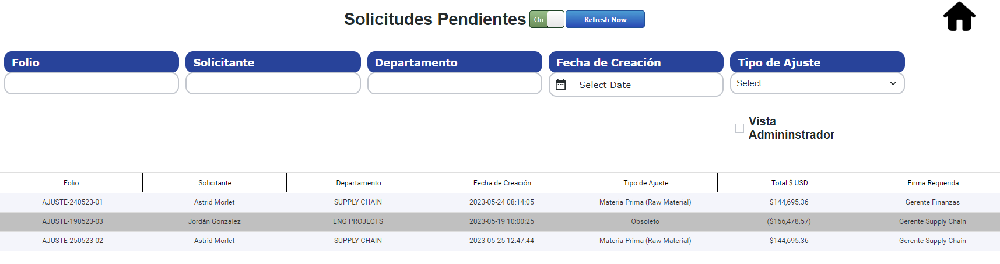 Solicitudes Pendientes On Refresh Now
Folio Solicitante Departamento Fecha de Creación Tipo de Ajuste
Select Date Select...
Vista
Admininstrador
Folio Solicitante Departamento Fecha de Creación Tipo de Ajuste Total $ USD Firma Requerida
AJUSTE-240523-01 Astrid Morlet SUPPLY CHAIN 2023-05-24 08:14:05 Materia Prima (Raw Material) $144,695.36 Gerente Finanzas
AJUSTE-190523-03 Jordán Gonzalez ENG PROJECTS 2023-05-19 10:00:25 Obsoleto ($166,478.57) Gerente Supply Chain
AJUSTE-250523-02 Astrid Morlet SUPPLY CHAIN 2023-05-25 12:47:44 Materia Prima (Raw Material) $144,695.36 Gerente Supply Chain